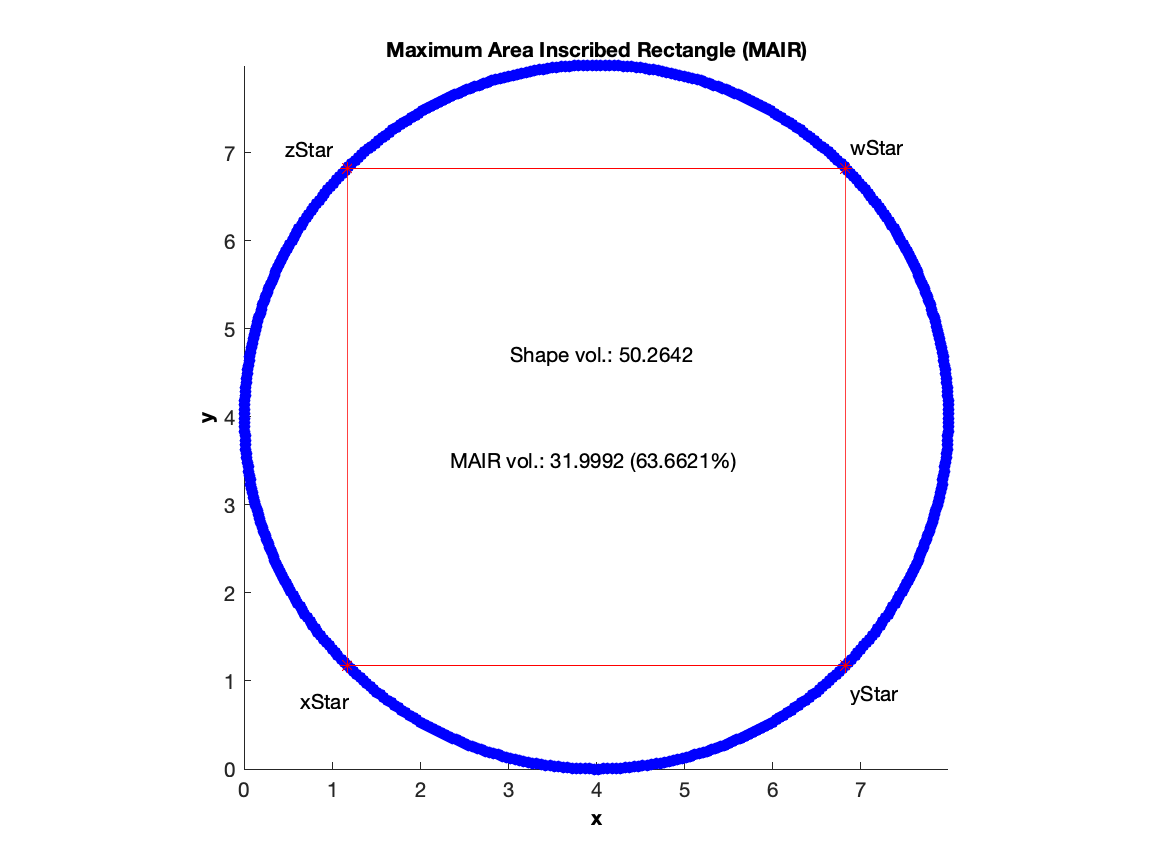 Maximum Area Inscribed Rectangle (MAIR)
zStar
wStar
7
6
5
Shape vol.: 50.2642
y
4
MAIR vol.: 31.9992 (63.6621%)
3
2
1
xStar
yStar
0
0 1 2 3 4 5 6 7
x